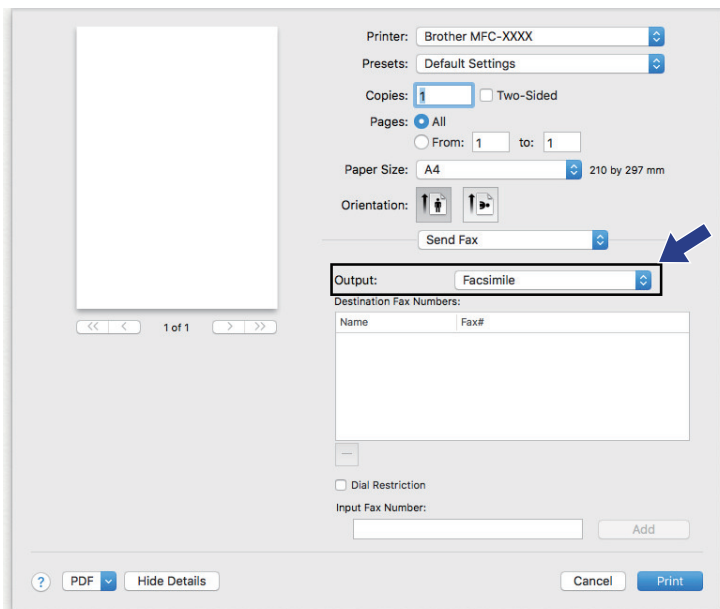 Printer: Brother MFC-XXXX
Presets: Default Settings
Copies: 1 Two-Sided
Pages: All
From: 1 to: 1
Paper Size: A4 210 by 297 mm
Orientation:
Send Fax
Output: Facsimile
Destination Fax Numbers:
Name Fax#
<< < 1 of 1 > >>
Dial Restriction
Input Fax Number:
Add
? PDF Hide Details Cancel Print